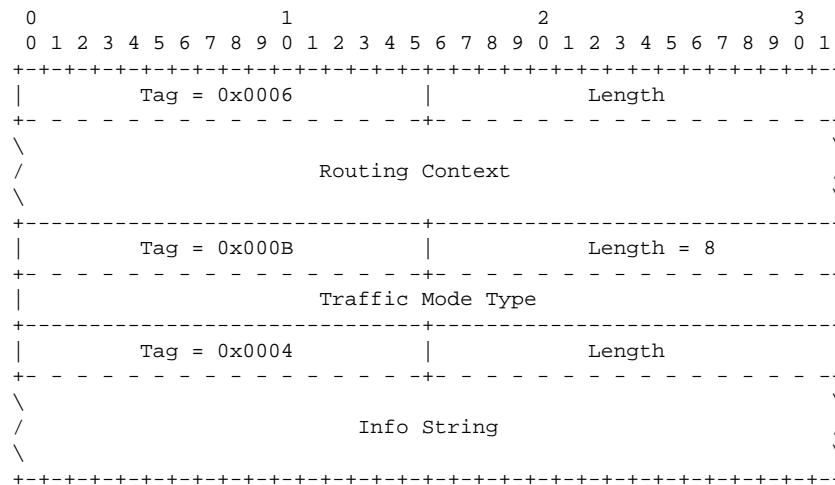 0                   1                   2                   3
 0 1 2 3 4 5 6 7 8 9 0 1 2 3 4 5 6 7 8 9 0 1 2 3 4 5 6 7 8 9 0 1
+-+-+-+-+-+-+-+-+-+-+-+-+-+-+-+-+-+-+-+-+-+-+-+-+-+-+-+-+-+-+-+-
|         Tag = 0x0006          |            Length
+- - - - - - - - - - - - - - - -+- - - - - - - - - - - - - - - -
\                                                               \
/                       Routing Context                         /
\                                                               \
+-------------------------------+--------------------------------
|         Tag = 0x000B          |            Length = 8
+- - - - - - - - - - - - - - - -+- - - - - - - - - - - - - - - -
|                       Traffic Mode Type
+-------------------------------+--------------------------------
|         Tag = 0x0004          |            Length
+- - - - - - - - - - - - - - - -+- - - - - - - - - - - - - - - -
\                                                               \
/                          Info String                          /
\                                                               \
+-+-+-+-+-+-+-+-+-+-+-+-+-+-+-+-+-+-+-+-+-+-+-+-+-+-+-+-+-+-+-+-